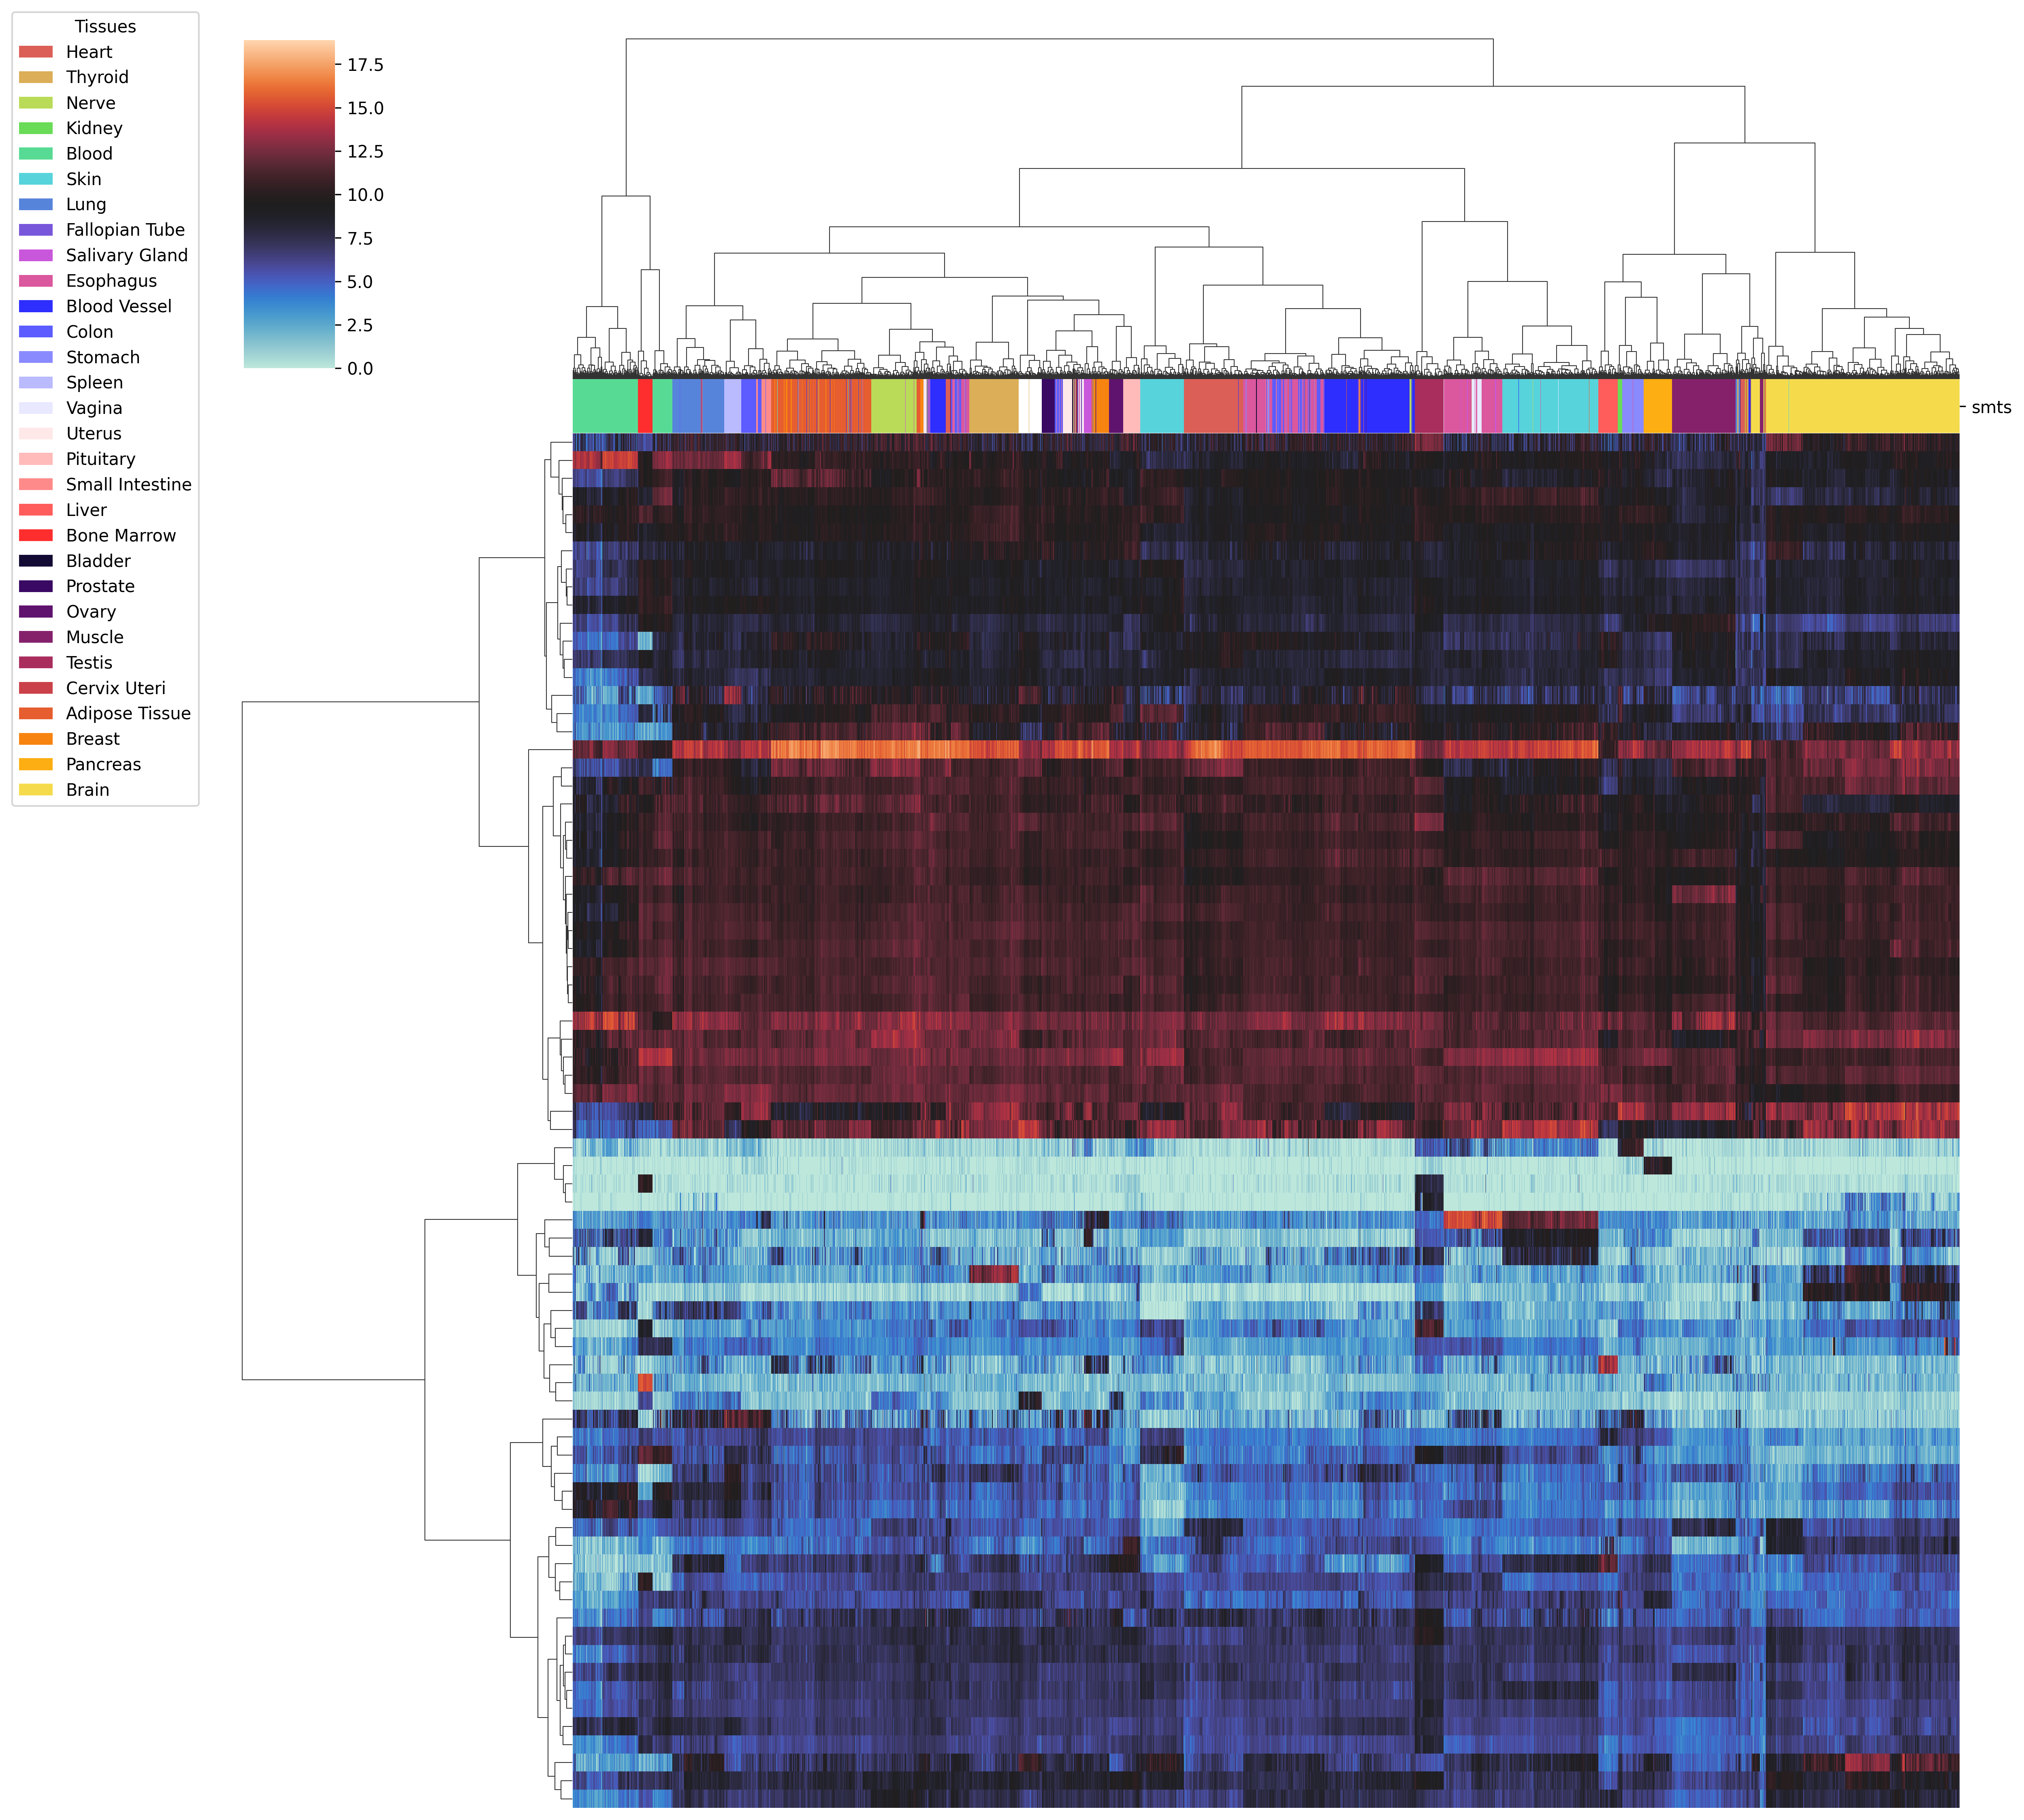 Tissues
Heart
Thyroid
Nerve
Kidney
Blood
Skin
Lung
Fallopian Tube
Salivary Gland
Esophagus
Blood Vessel
Colon
Stomach
Spleen
Vagina
Uterus
Pituitary
Small Intestine
Liver
Bone Marrow
Bladder
Prostate
Ovary
Muscle
Testis
Cervix Uteri
Adipose Tissue
Breast
Pancreas
Brain
17.5
15.0
12.5
10.0
7.5
5.0
2.5
0.0
smts